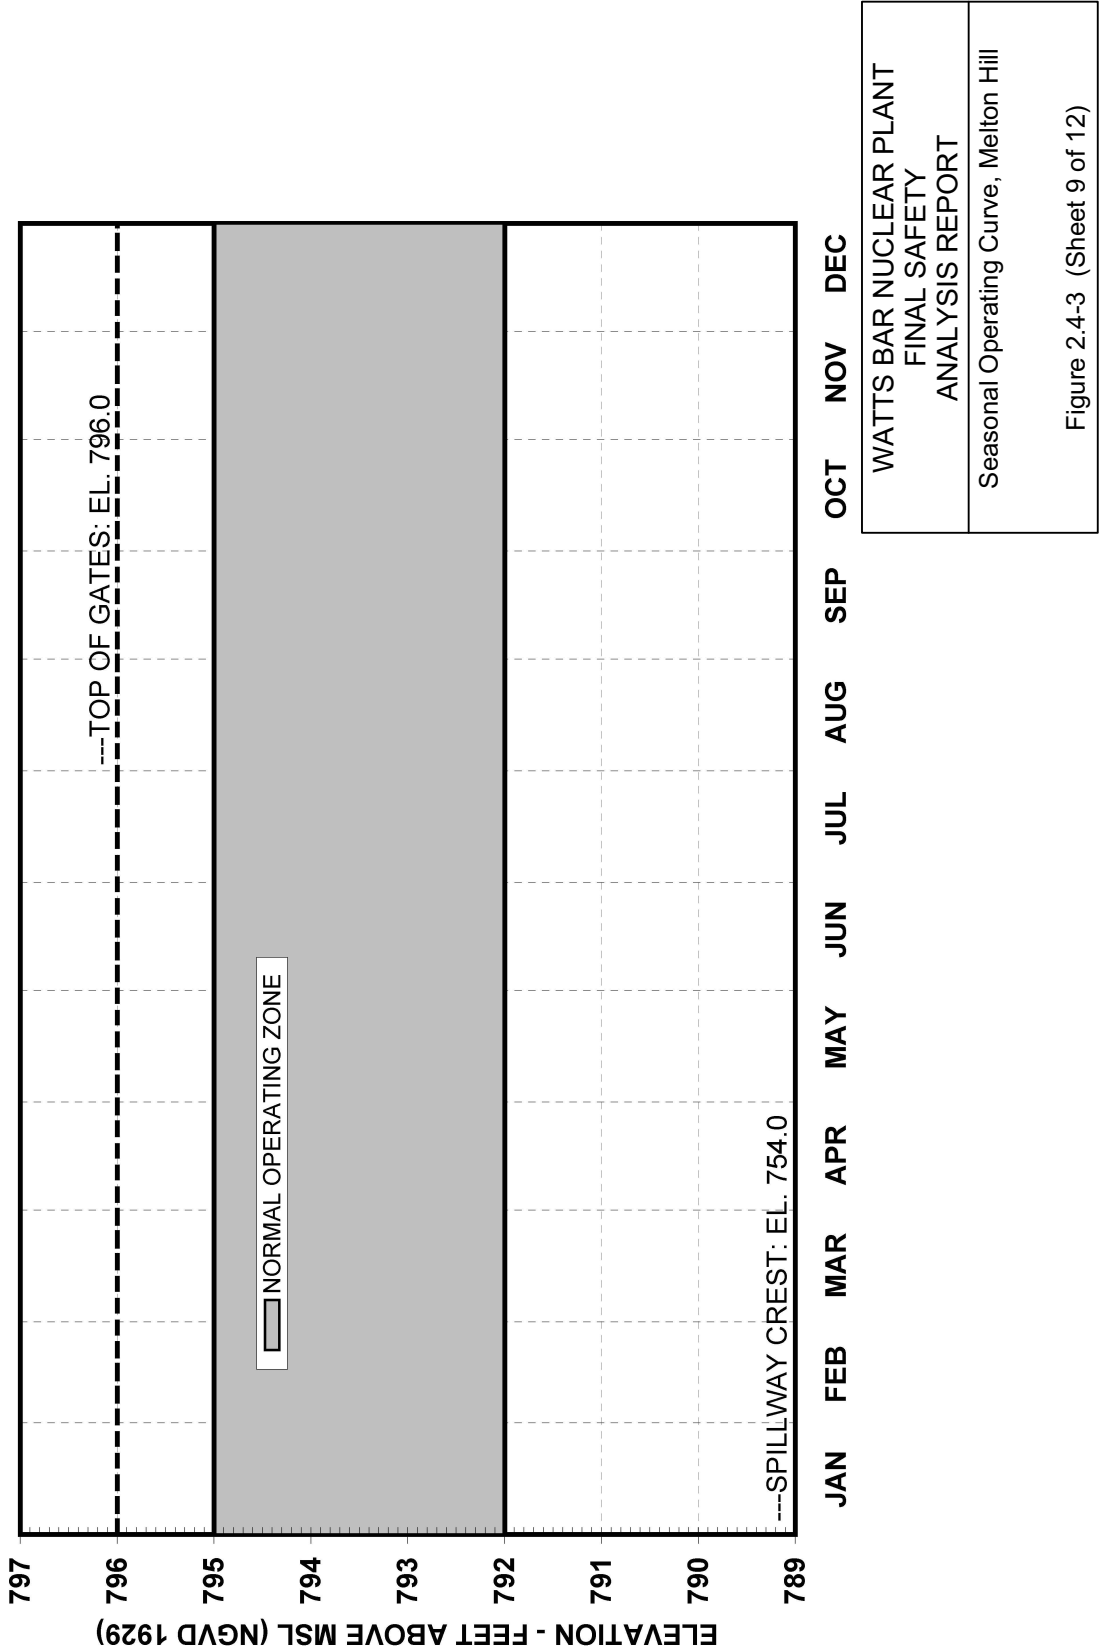 ELEVATION - FEET ABOVE MSL (NGVD 1929)
797
796
795
794
793
792
791
790
789
---TOP OF GATES: EL. 796.0
NORMAL OPERATING ZONE
---SPILLWAY CREST: EL. 754.0
JAN FEB MAR APR MAY JUN JUL AUG SEP OCT NOV DEC
WATTS BAR NUCLEAR PLANT
FINAL SAFETY
ANALYSIS REPORT
Seasonal Operating Curve, Melton Hill
Figure 2.4-3 (Sheet 9 of 12)